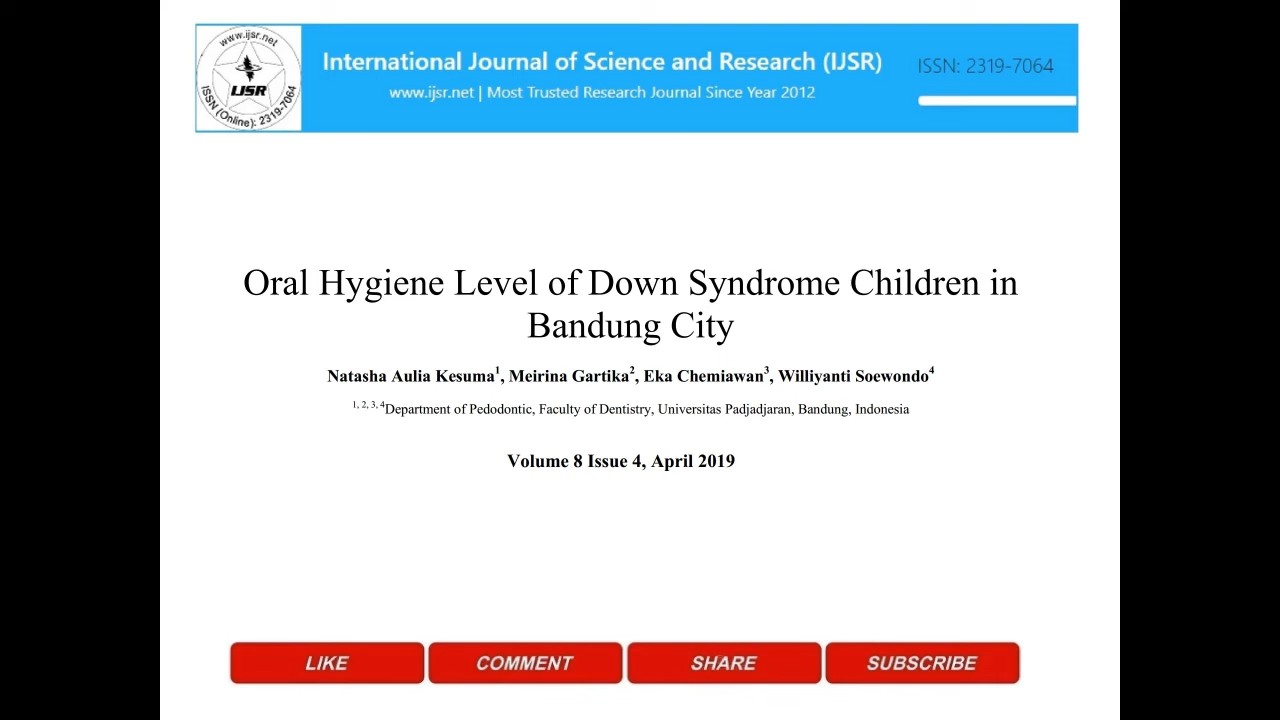 www.ijsr.net
IJSR
ISSN (Online): 2319-7064
International Journal of Science and Research (IJSR)
ISSN: 2319-7064
www.ijsr.net | Most Trusted Research Journal Since Year 2012
Oral Hygiene Level of Down Syndrome Children in
Bandung City
Natasha Aulia Kesuma1, Meirina Gartika2, Eka Chemiawan3, Williyanti Soewondo4
1, 2, 3, 4Department of Pedodontic, Faculty of Dentistry, Universitas Padjadjaran, Bandung, Indonesia
Volume 8 Issue 4, April 2019
LIKE
COMMENT
SHARE
SUBSCRIBE